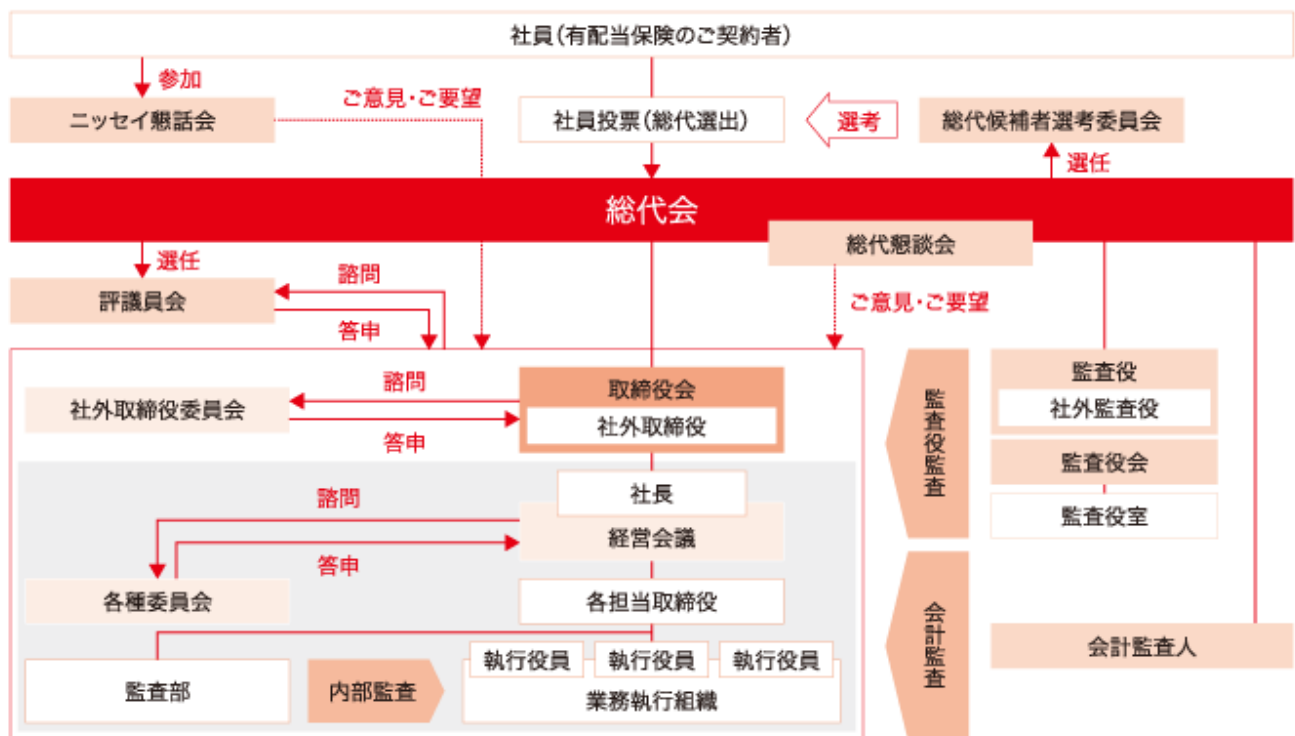 社員(有配当保険のご契約者)
参加
ニッセイ懇話会
ご意見・ご要望
社員投票(総代選出)
選考
総代候補者選考委員会
選任
総代会
総代懇談会
選任
評議員会
諮問
答申
ご意見・ご要望
社外取締役委員会
諮問
答申
取締役会
社外取締役
監査役監査
監査役
社外監査役
監査役会
監査役室
社長
経営会議
諮問
答申
各種委員会
各担当取締役
会計監査
会計監査人
監査部
内部監査
執行役員
執行役員
執行役員
業務執行組織